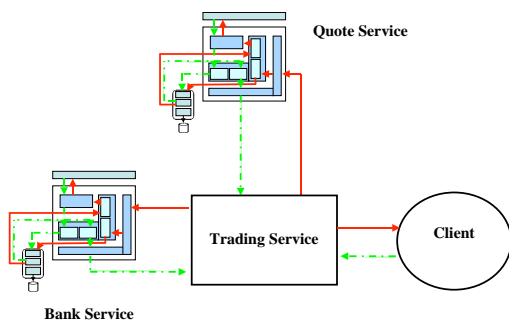 Quote Service
Trading Service
Client
Bank Service